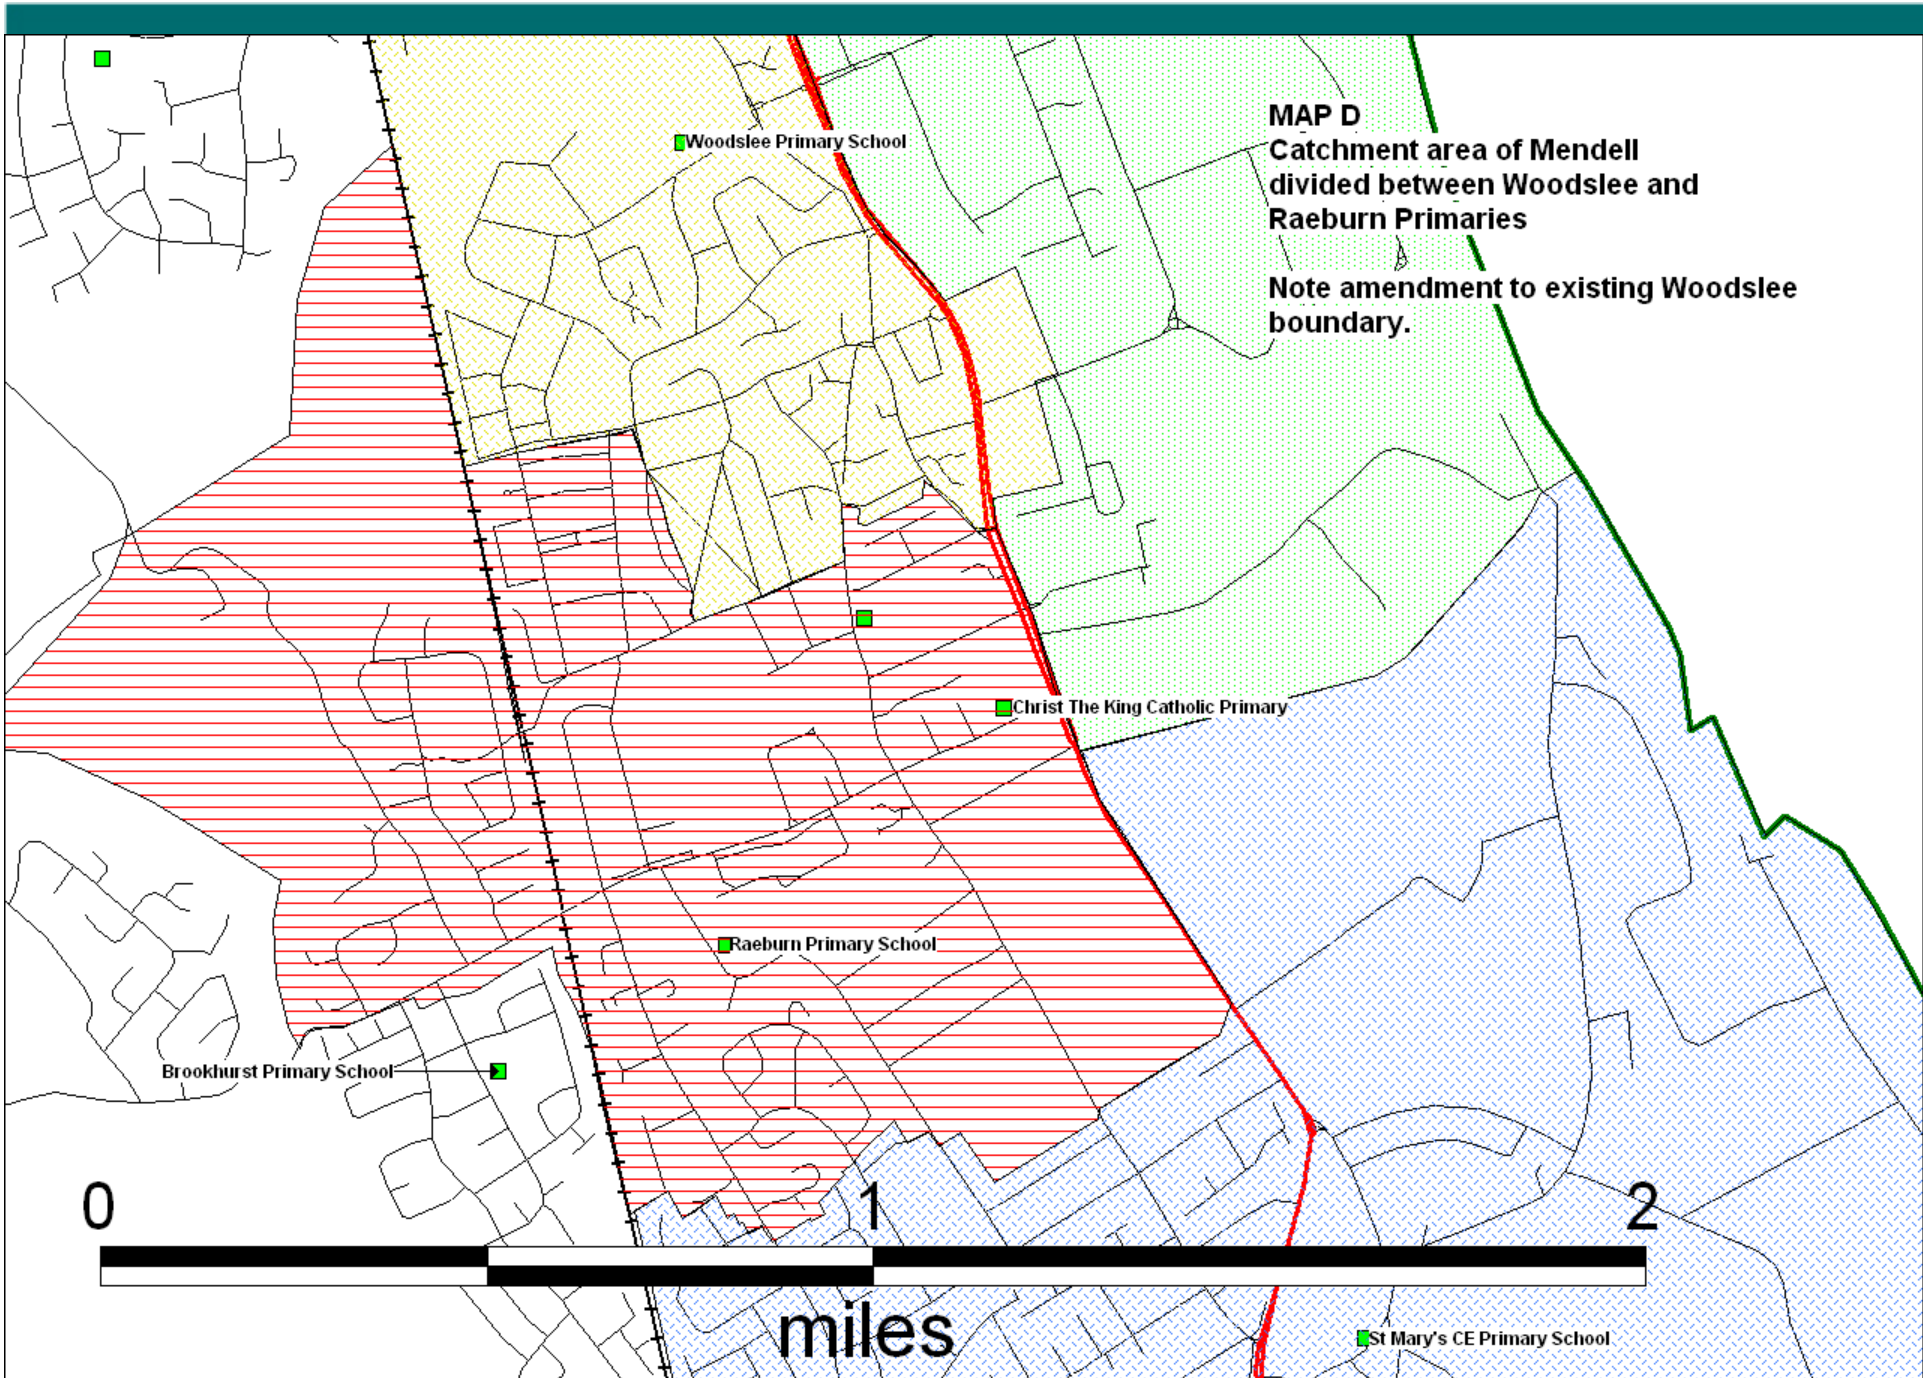 MAP D
Catchment area of Mendell
divided between Woodslee and
Raeburn Primaries
Note amendment to existing Woodslee
boundary.
Woodslee Primary School
Christ The King Catholic Primary
Raeburn Primary School
Brookhurst Primary School
0 1 2
miles
St Mary's CE Primary School